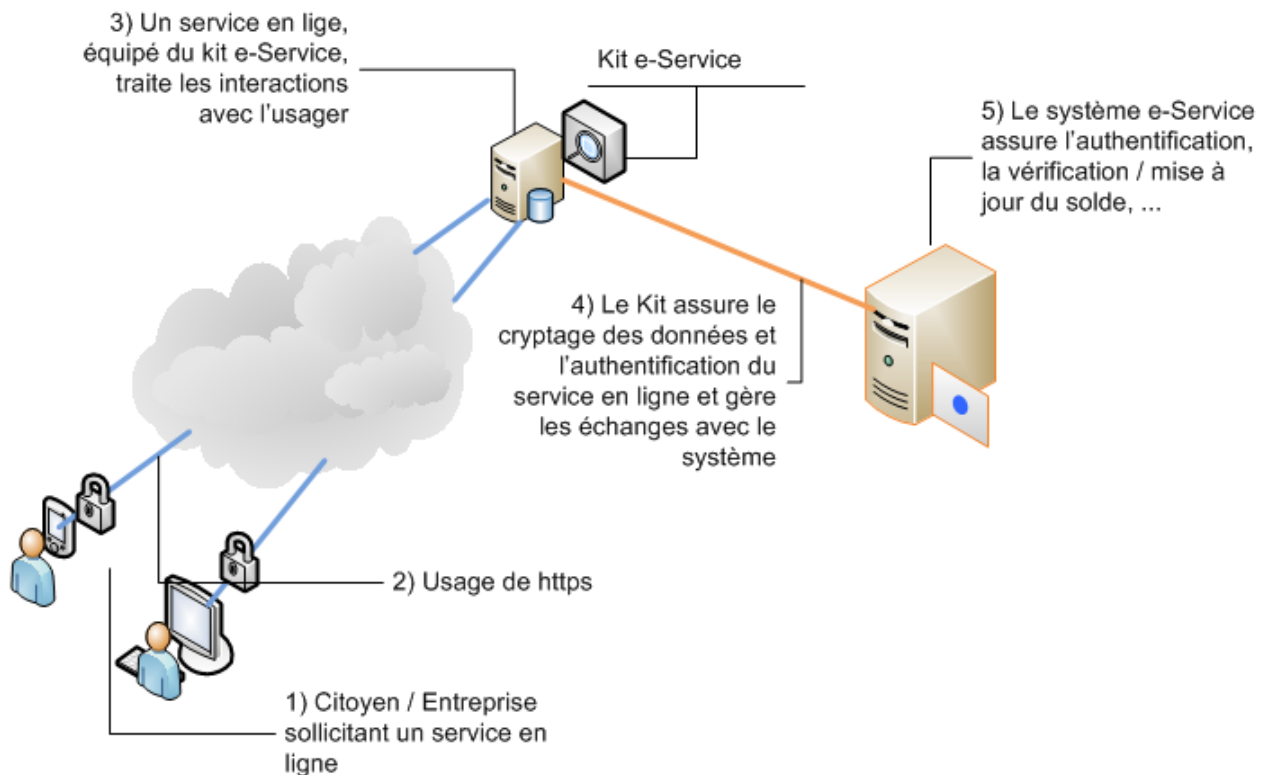 3) Un service en lige,
équipé du kit e-Service,
traite les interactions
avec l'usager
Kit e-Service
5) Le système e-Service
assure l'authentification,
la vérification / mise à
jour du solde, ...
4) Le Kit assure le
cryptage des données et
l'authentification du
service en ligne et gère
les échanges avec le
système
2) Usage de https
1) Citoyen / Entreprise
sollicitant un service en
ligne